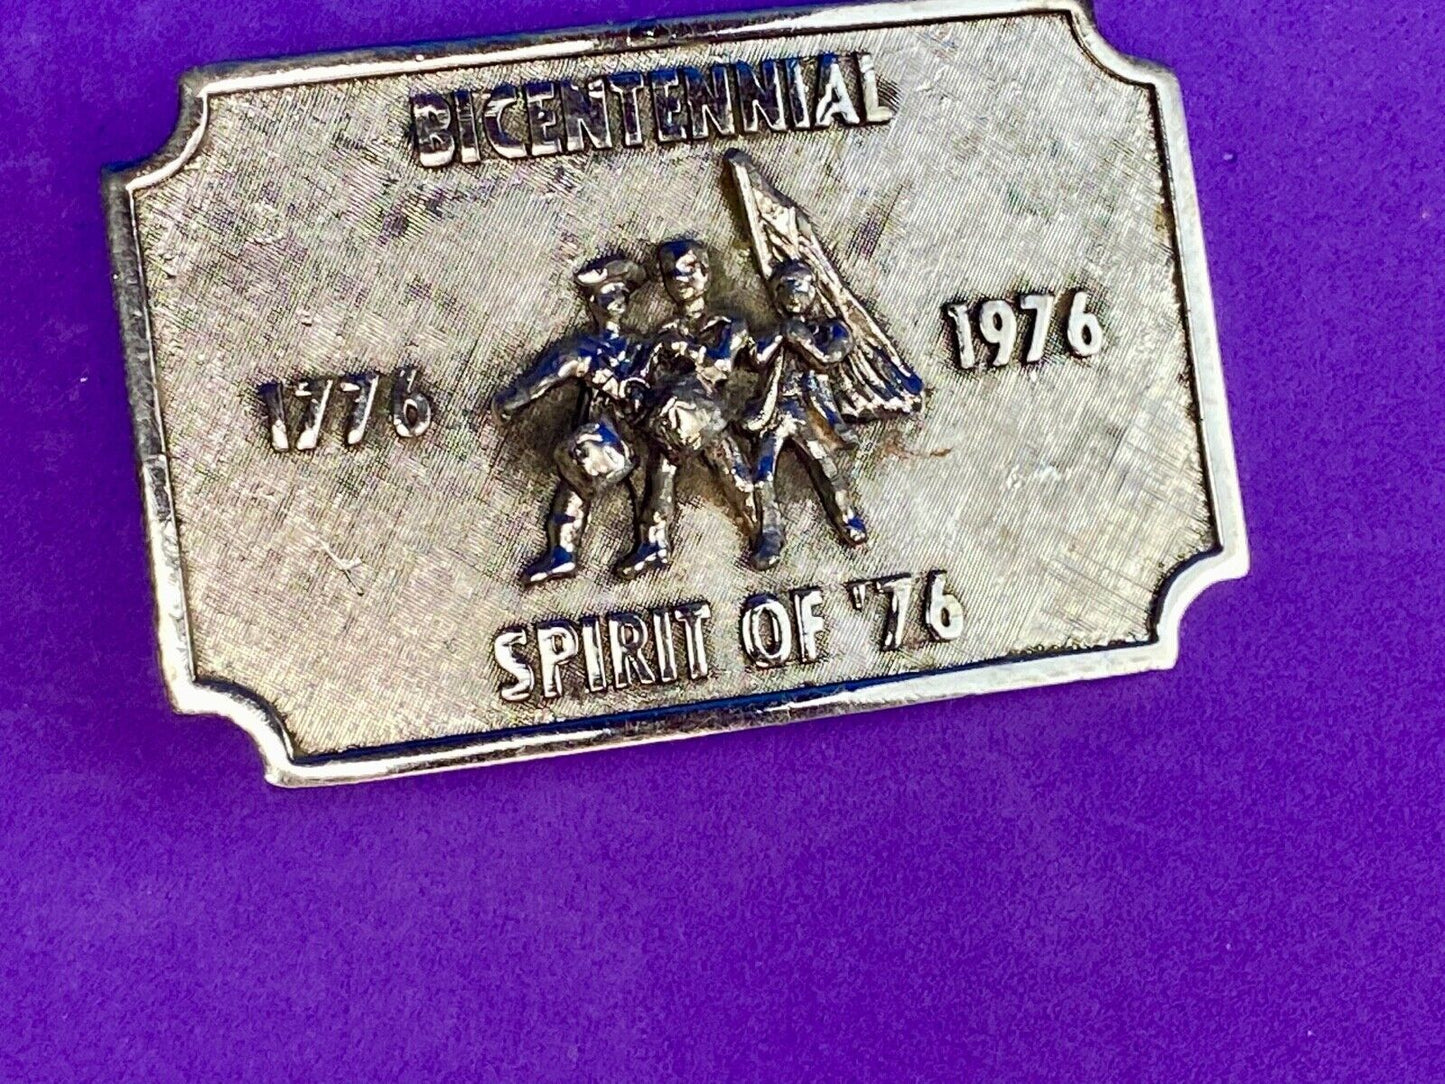 BICENTENNIAL
1776
1976
SPIRIT OF '76